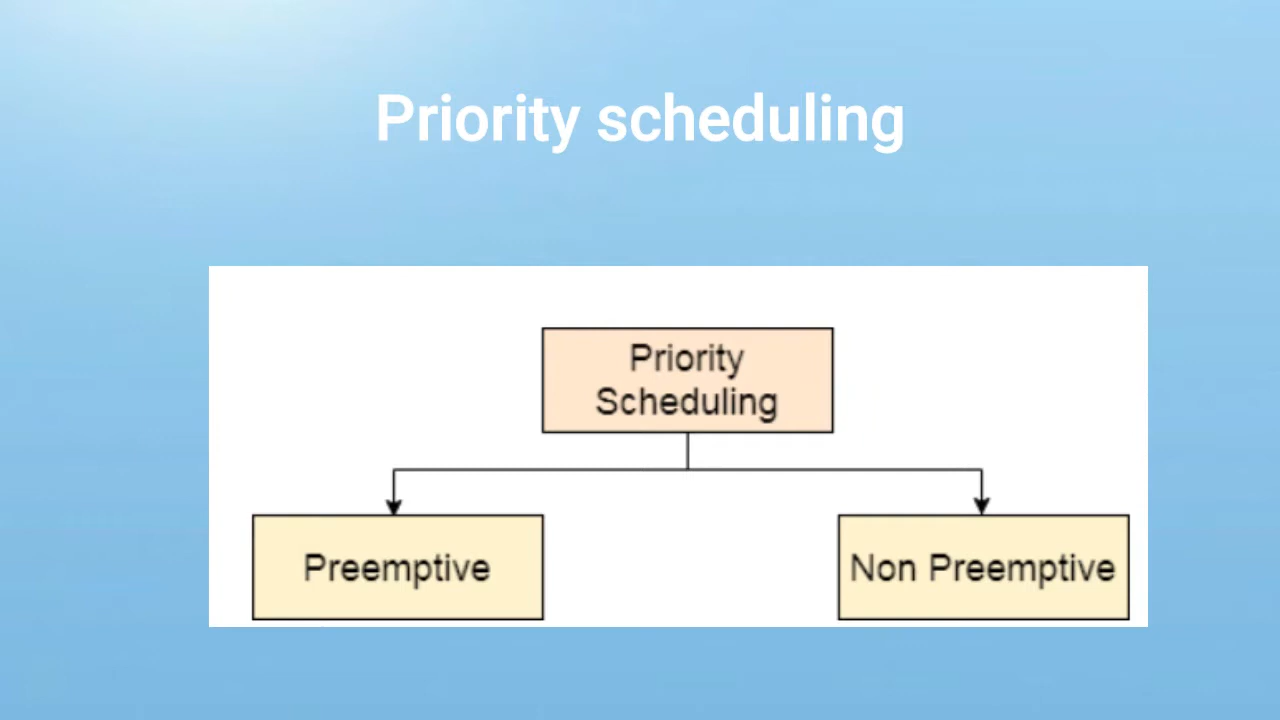 Priority scheduling
Priority
Scheduling
Preemptive
Non Preemptive